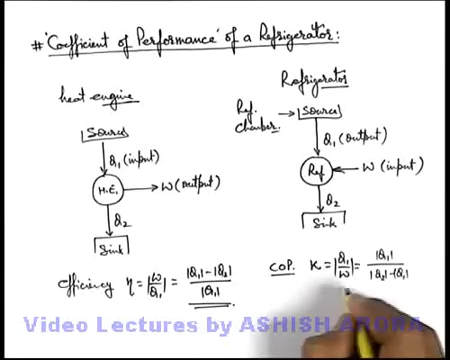 # 'Coefficient of Performance' of a Refrigerator:
heat engine
Source
Q1 (input)
H.E.
W (output)
Q2
Sink
efficiency η = |W/Q1| = |Q1|-|Q2| / |Q1|
Refrigerator
Ref. chamber. → Source
Q1 (output)
Ref
W (input)
Q2
Sink
COP. K = |Q1/W| = |Q1| / |Q2|-|Q1|
Video Lectures by ASHISH ARORA